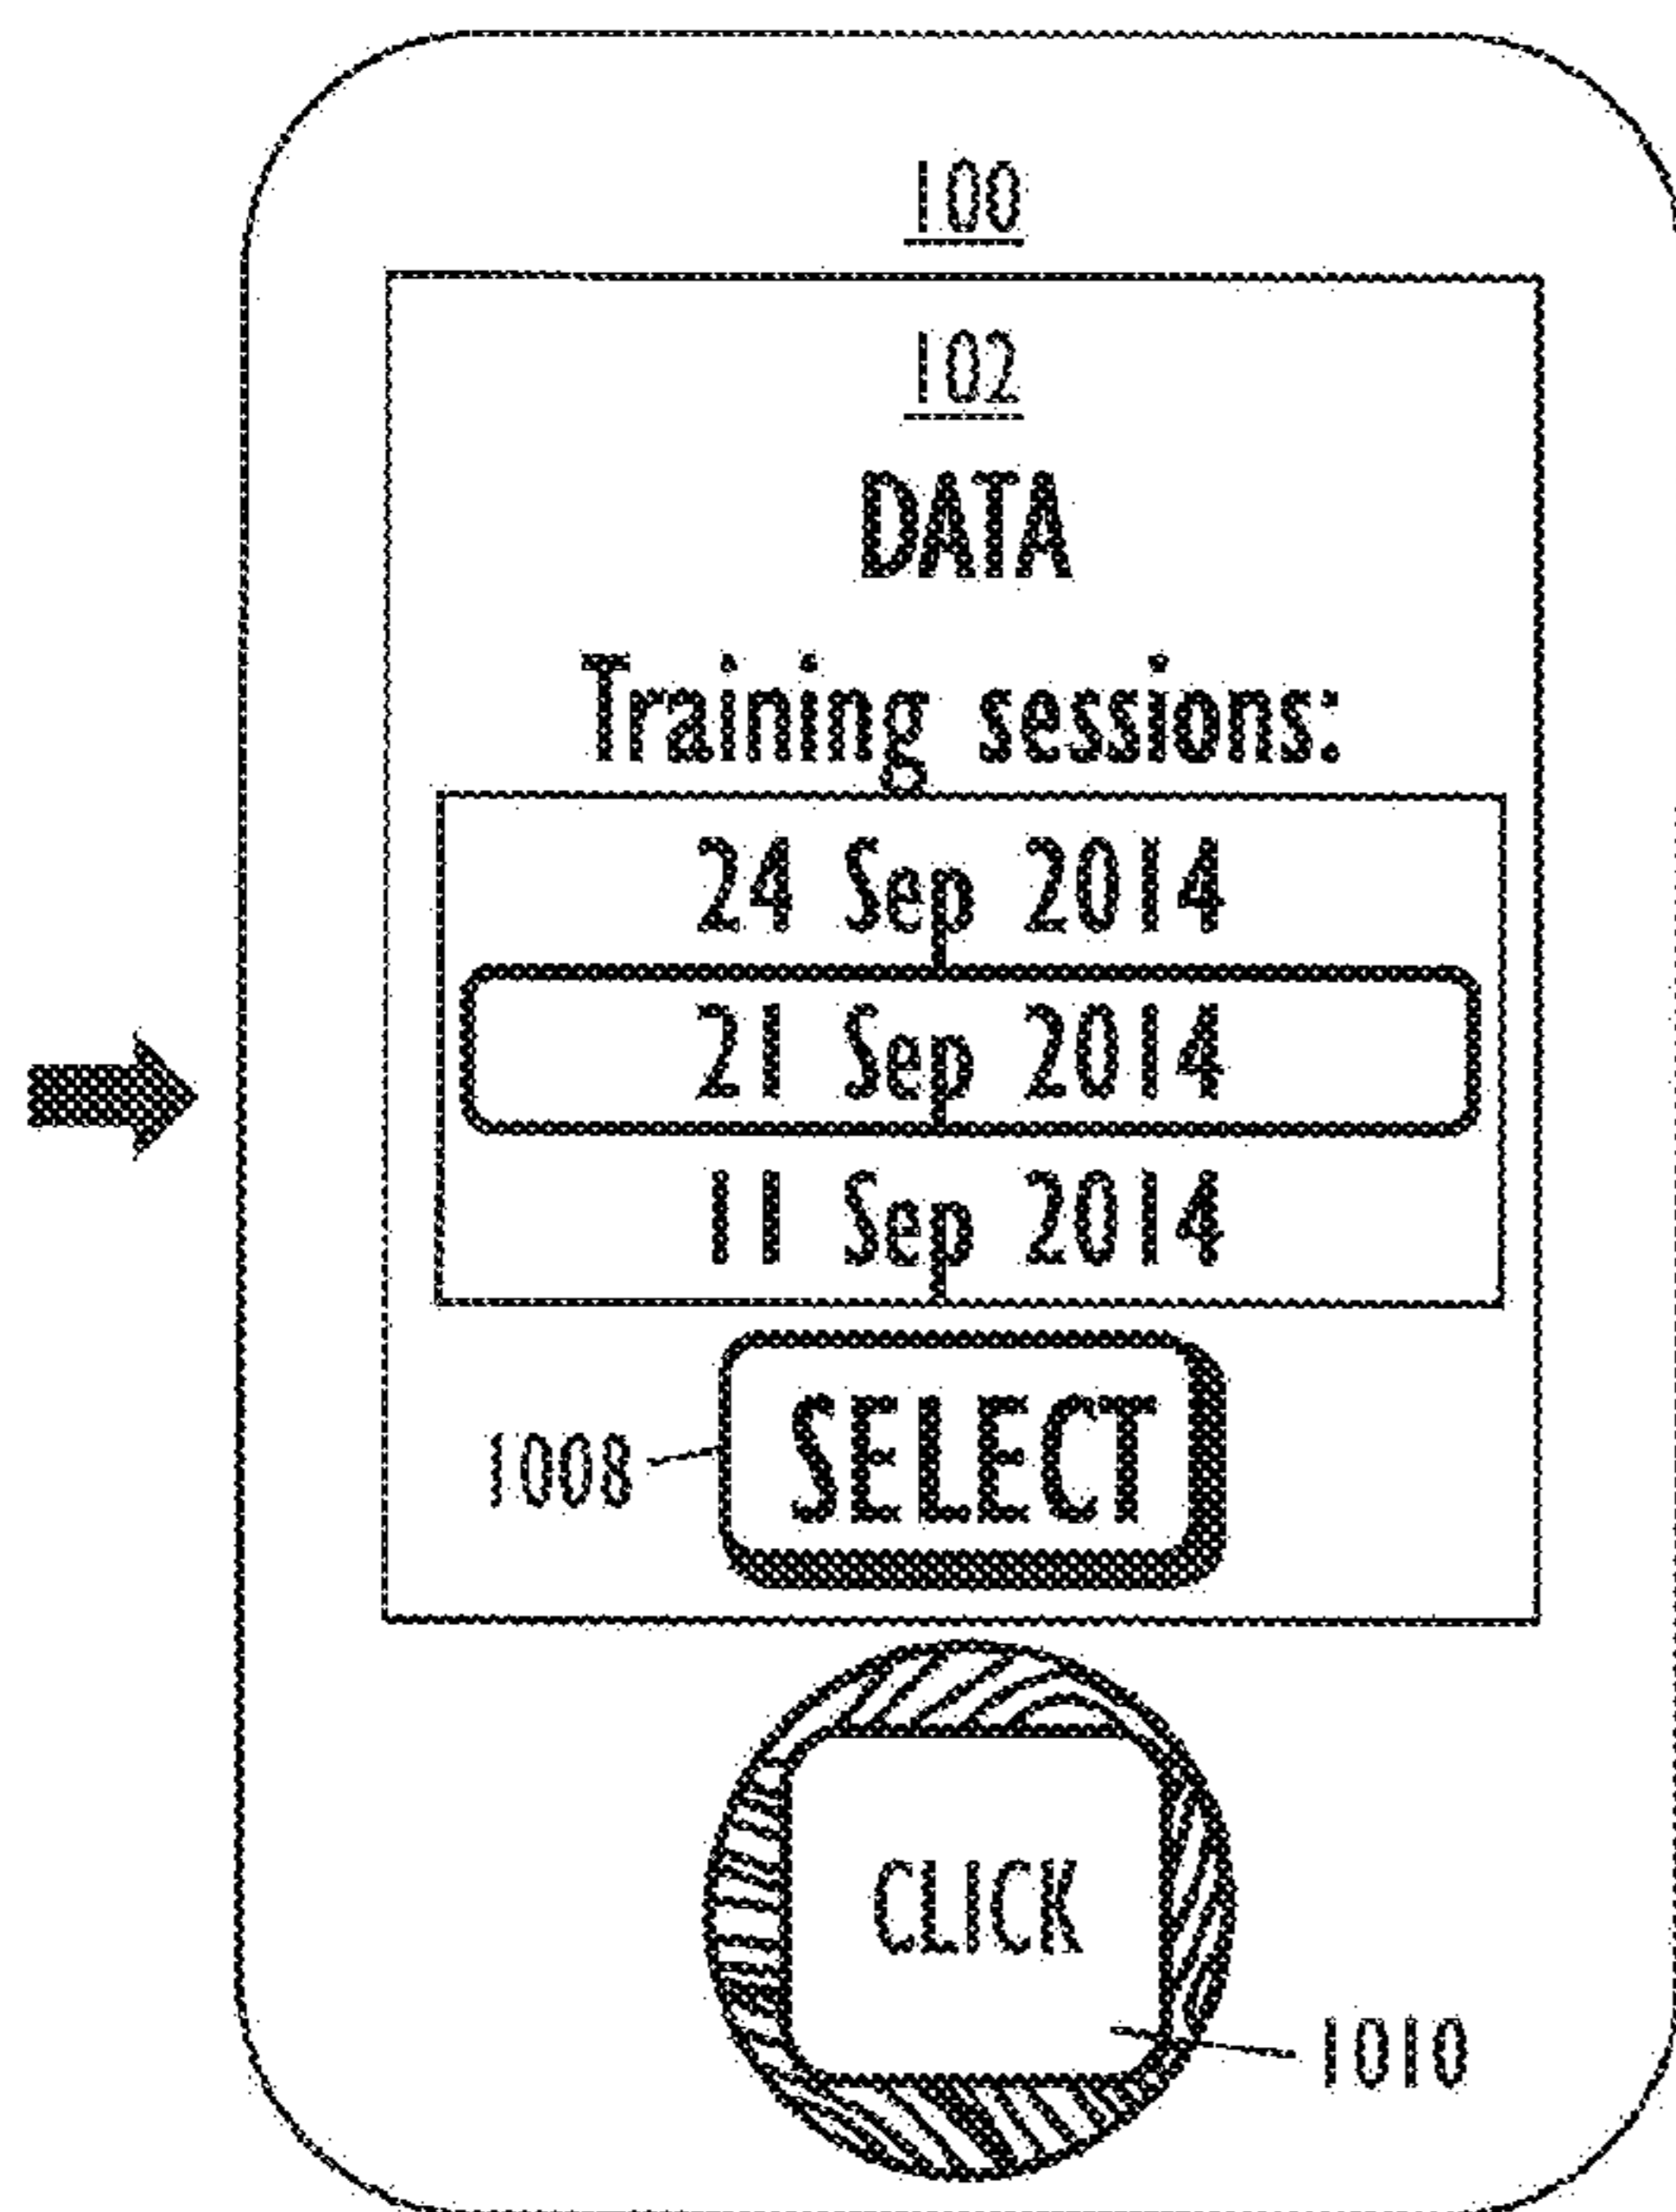 100
102
DATA
Training sessions:
24 Sep 2014
21 Sep 2014
11 Sep 2014
1008
SELECT
CLICK
1010